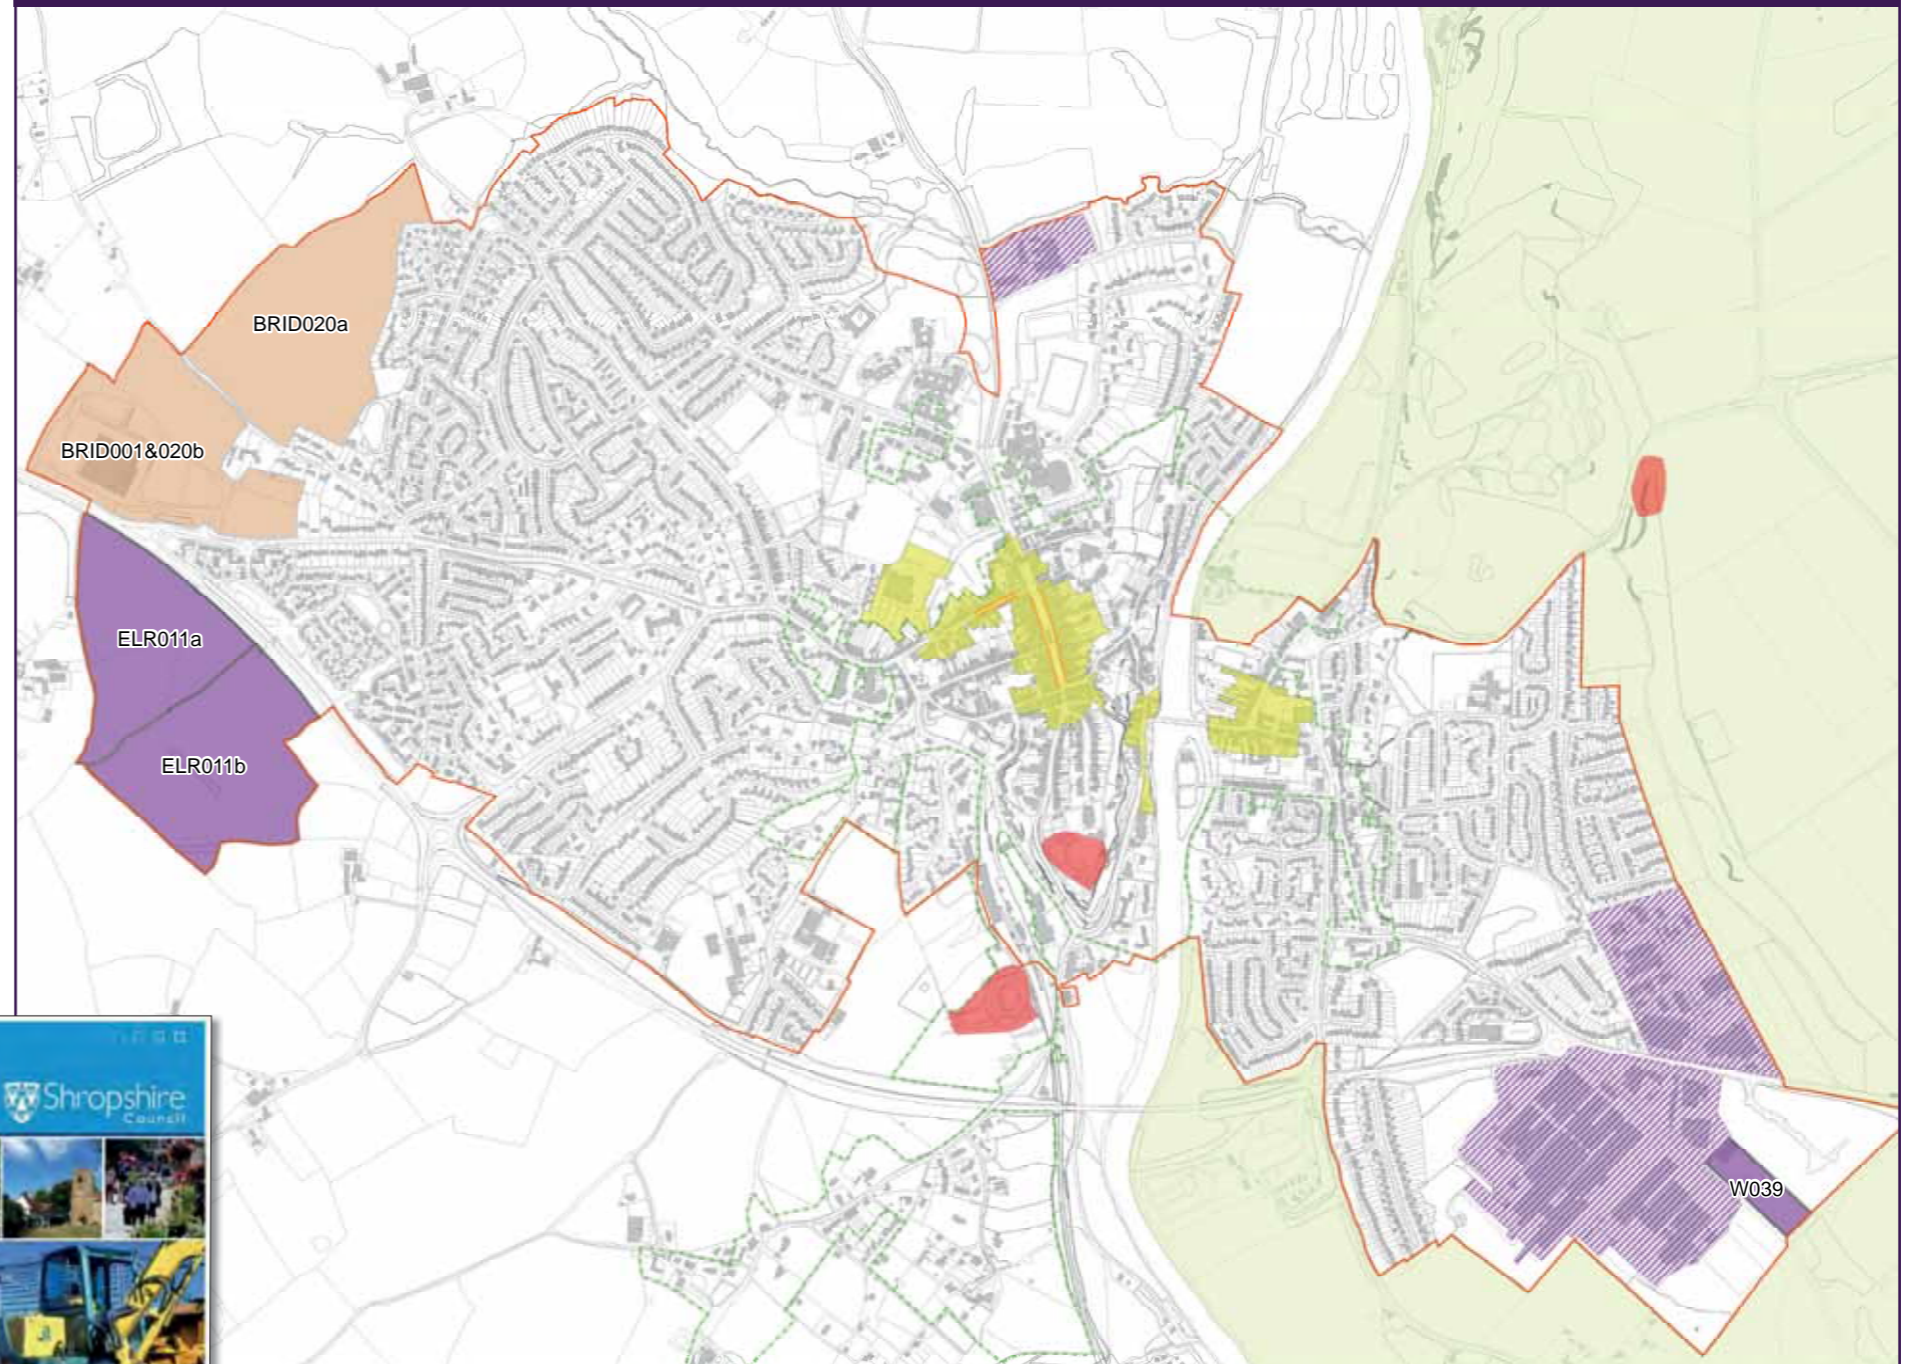 BRID020a
BRID001&020b
ELR011a
ELR011b
W039
Shropshire
Council